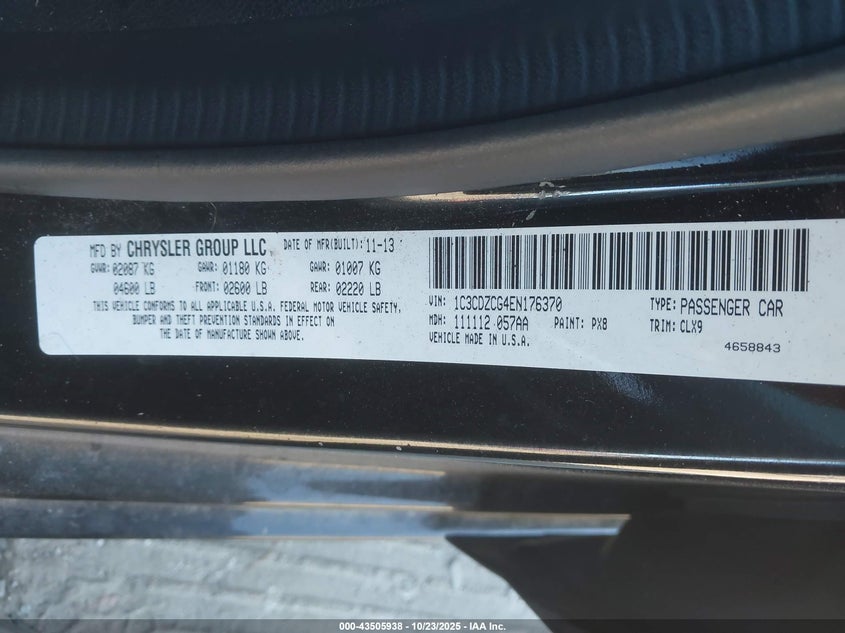 MFD BY CHRYSLER GROUP LLC DATE OF MFR(BUILT): 11-13
GVWR: 02087 KG GAWR: 01180 KG GAWR: 01007 KG
04600 LB FRONT: 02600 LB REAR: 02220 LB
THIS VEHICLE CONFORMS TO ALL APPLICABLE U.S.A. FEDERAL MOTOR VEHICLE SAFETY,
BUMPER AND THEFT PREVENTION STANDARDS IN EFFECT ON
THE DATE OF MANUFACTURE SHOWN ABOVE.
VIN: 1C3CDZCG4EN176370 TYPE: PASSENGER CAR
MDH: 111112 057AA PAINT: PX8 TRIM: CLX9
VEHICLE MADE IN U.S.A. 4658843
000-43505938 - 10/23/2025 - IAA Inc.